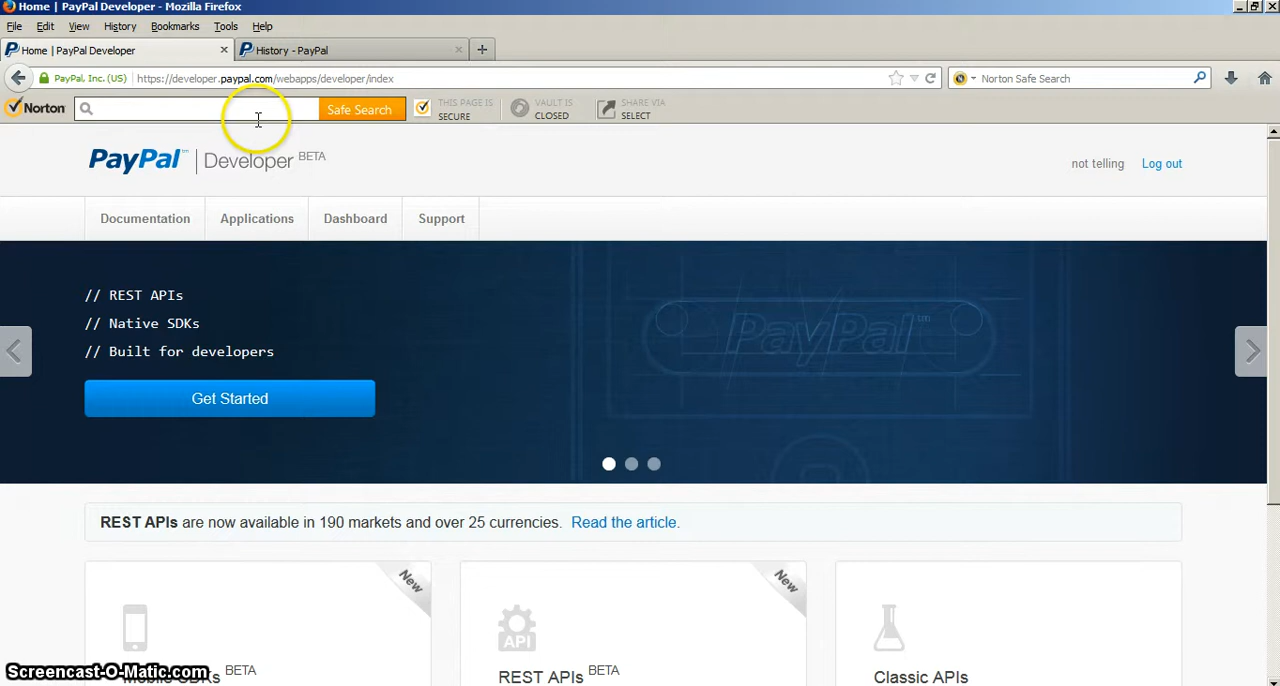 Home | PayPal Developer - Mozilla Firefox
File Edit View History Bookmarks Tools Help
Home | PayPal Developer × History - PayPal × +
PayPal, Inc. (US) https://developer.paypal.com/webapps/developer/index Norton Safe Search
Norton Safe Search THIS PAGE IS SECURE VAULT IS CLOSED SHARE VIA SELECT
PayPal™ | Developer BETA not telling Log out
Documentation Applications Dashboard Support
// REST APIs
// Native SDKs
// Built for developers
PayPal™
Get Started
REST APIs are now available in 190 markets and over 25 currencies. Read the article.
New New
API
Mobile SDKs BETA REST APIs BETA Classic APIs
Screencast-O-Matic.com